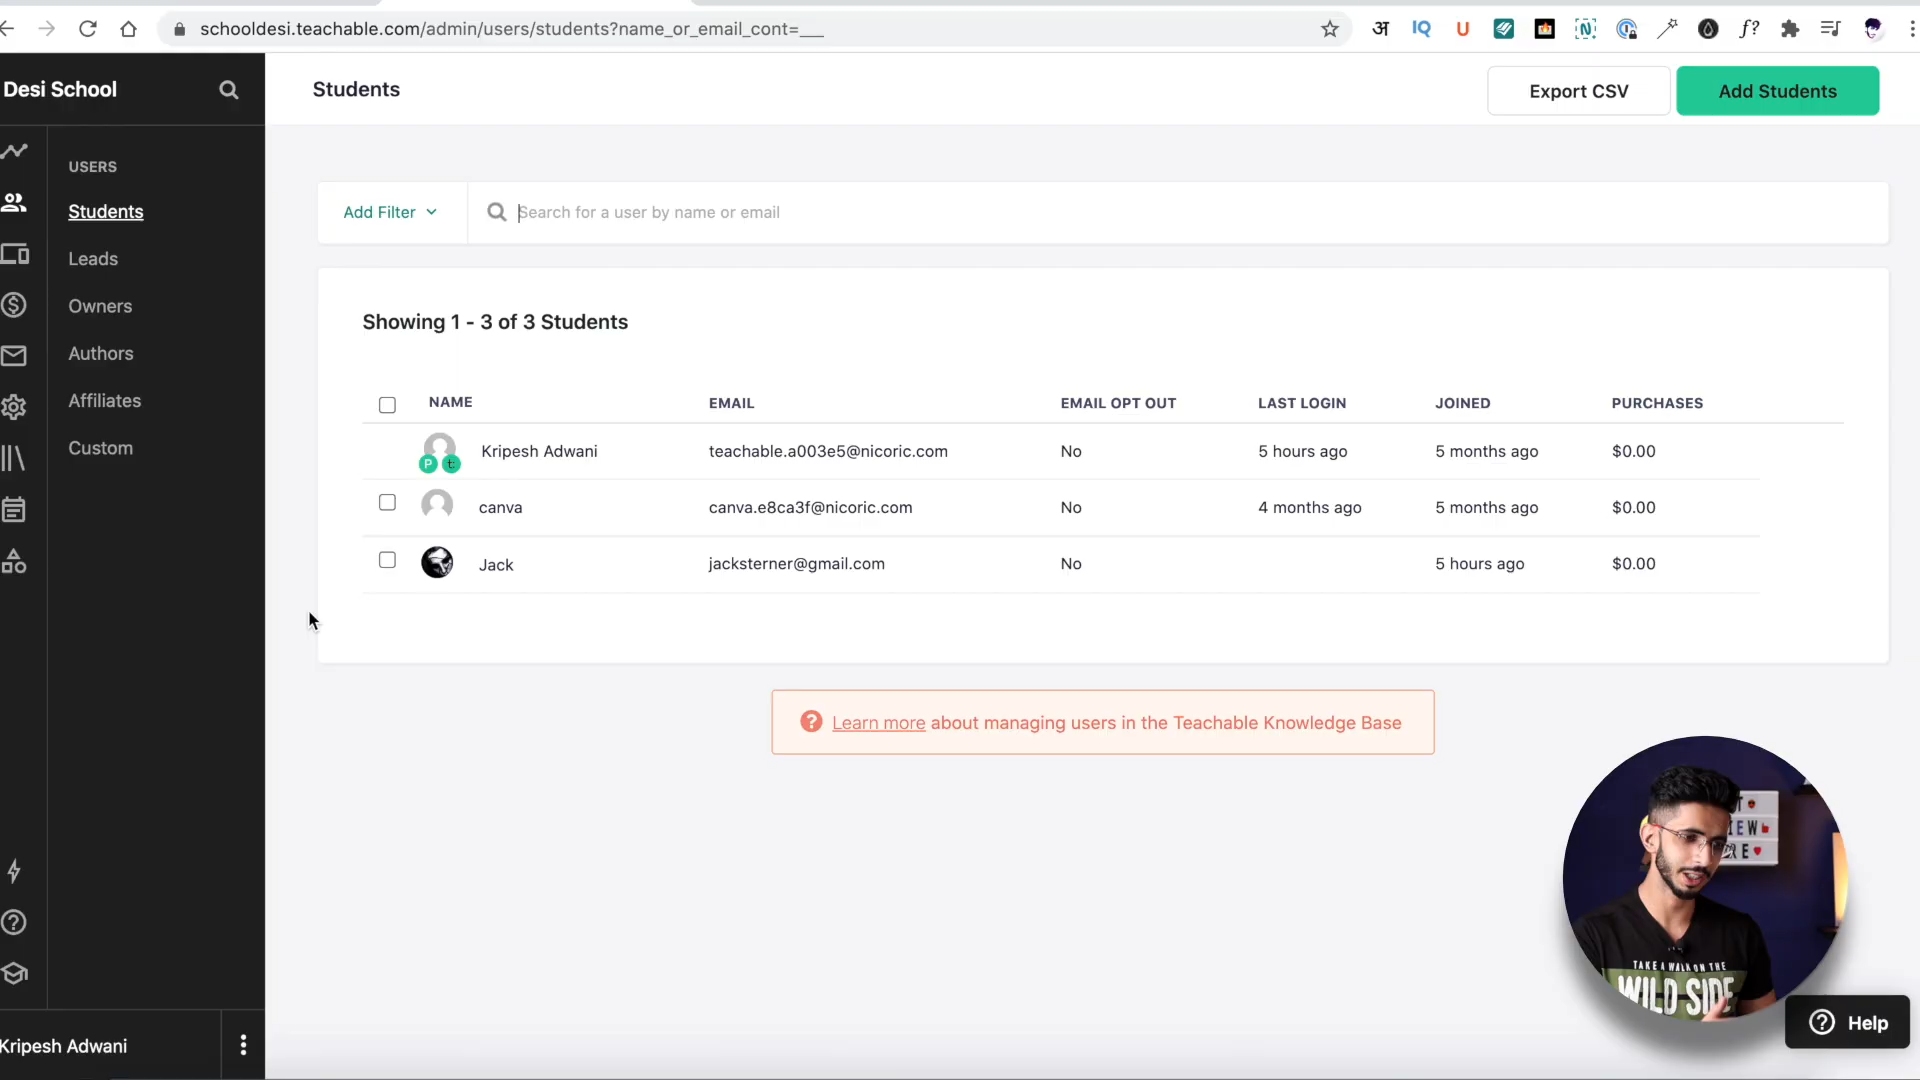 schooldesi.teachable.com/admin/users/students?name_or_email_cont=___
अ
IQ
U
N
f?
Desi School
Students
Export CSV
Add Students
USERS
Students
Leads
Owners
Authors
Affiliates
Custom
Add Filter
Search for a user by name or email
Showing 1 - 3 of 3 Students
NAME EMAIL EMAIL OPT OUT LAST LOGIN JOINED PURCHASES
P t Kripesh Adwani teachable.a003e5@nicoric.com No 5 hours ago 5 months ago $0.00
canva canva.e8ca3f@nicoric.com No 4 months ago 5 months ago $0.00
Jack jacksterner@gmail.com No 5 hours ago $0.00
Learn more about managing users in the Teachable Knowledge Base
TAKE A WALK ON THE
WILD SIDE
Help
Kripesh Adwani